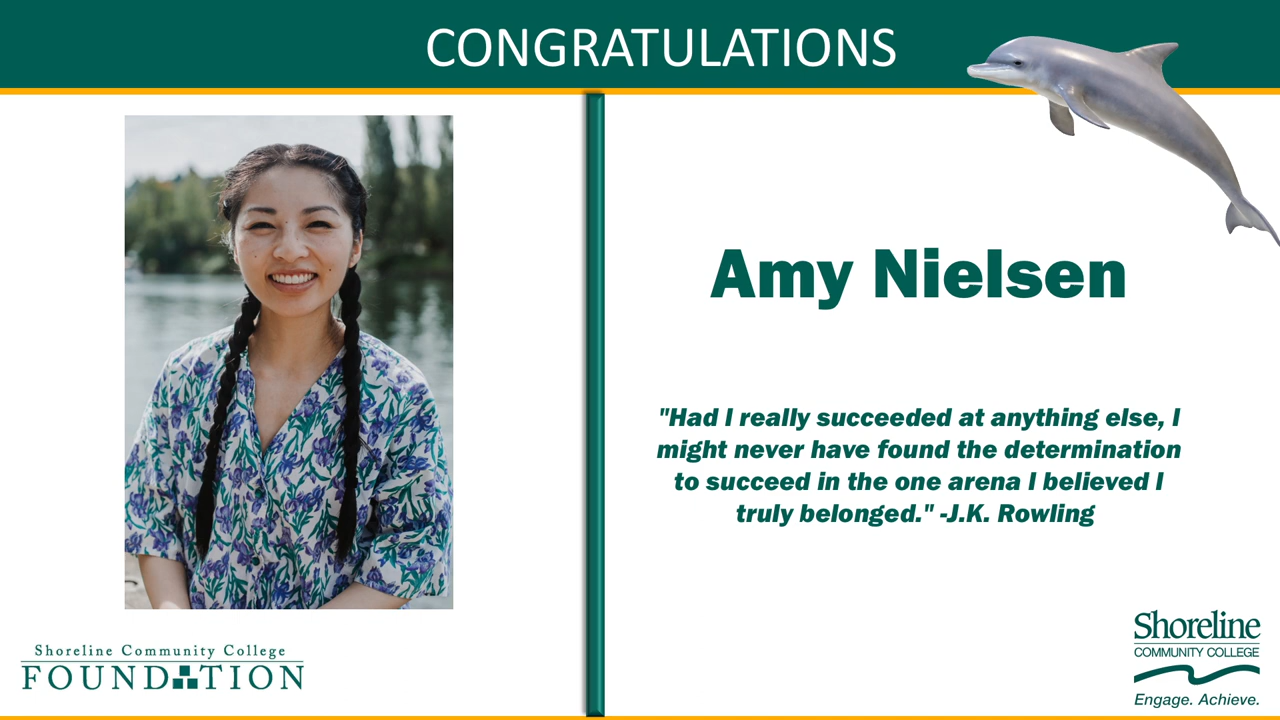 CONGRATULATIONS
Amy Nielsen
"Had I really succeeded at anything else, I
might never have found the determination
to succeed in the one arena I believed I
truly belonged." -J.K. Rowling
Shoreline Community College
FOUNDATION
Shoreline
COMMUNITY COLLEGE
Engage. Achieve.